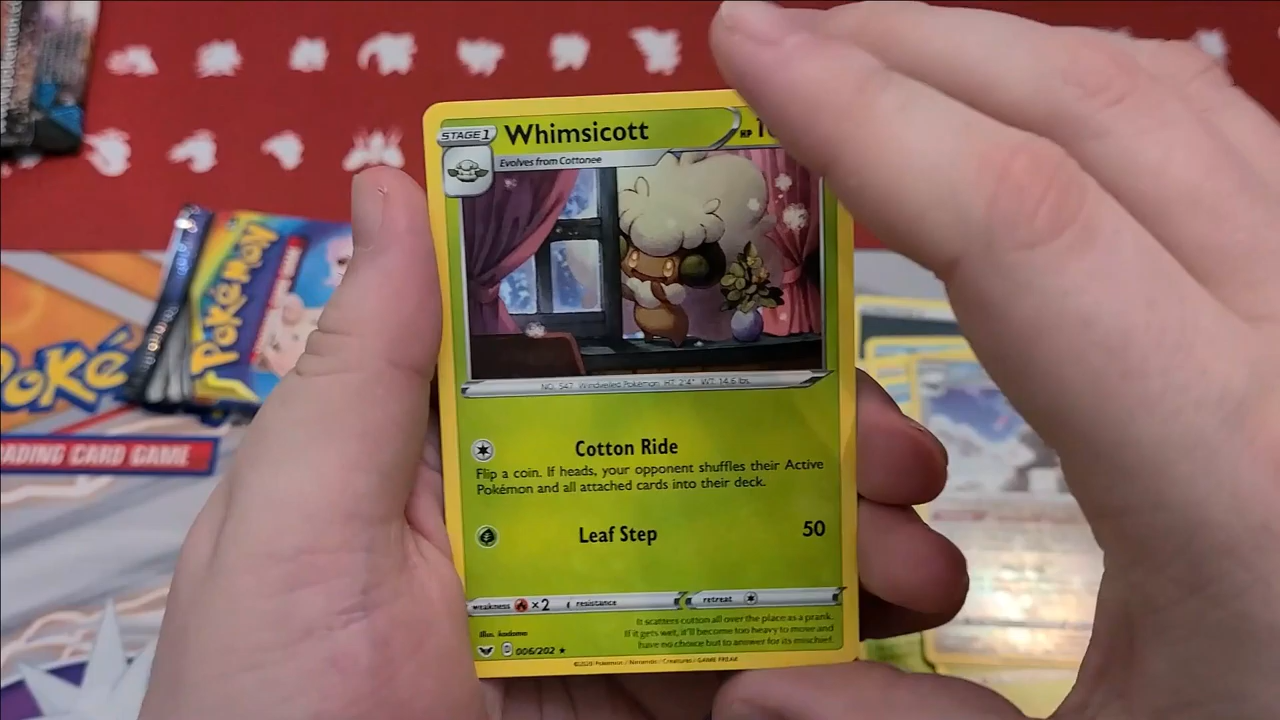 STAGE 1
Whimsicott
HP 1
Evolves from Cottonee
NO. 547 Windveiled Pokémon HT: 2'4" WT: 14.6 lbs.
Cotton Ride
Flip a coin. If heads, your opponent shuffles their Active
Pokémon and all attached cards into their deck.
Leaf Step 50
weakness ×2 resistance retreat
It scatters cotton all over the place as a prank.
If it gets wet, it'll become too heavy to move and
have no choice but to answer for its mischief.
Illus. kodama
006/202
©2020 Pokémon / Nintendo / Creatures / GAME FREAK
Pokémon
Poké
ADING CARD GAME